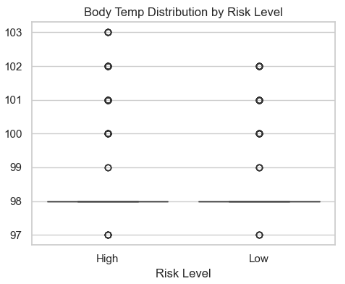 Body Temp Distribution by Risk Level
103
102
101
100
99
98
97
High Low
Risk Level